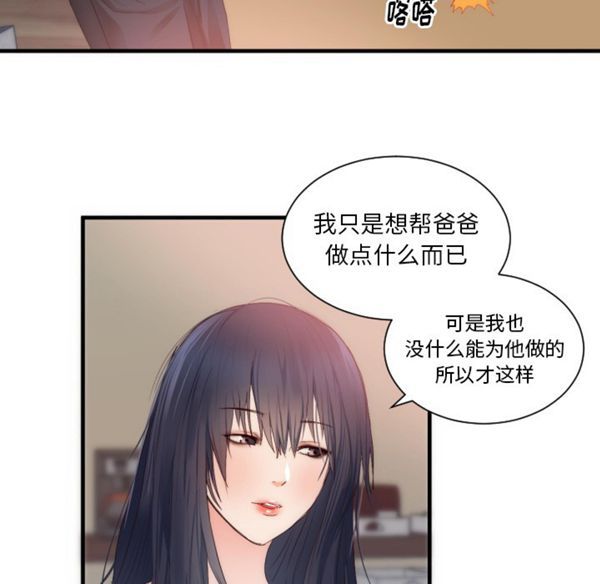 咯嗒
我只是想帮爸爸
做点什么而已
可是我也
没什么能为他做的
所以才这样